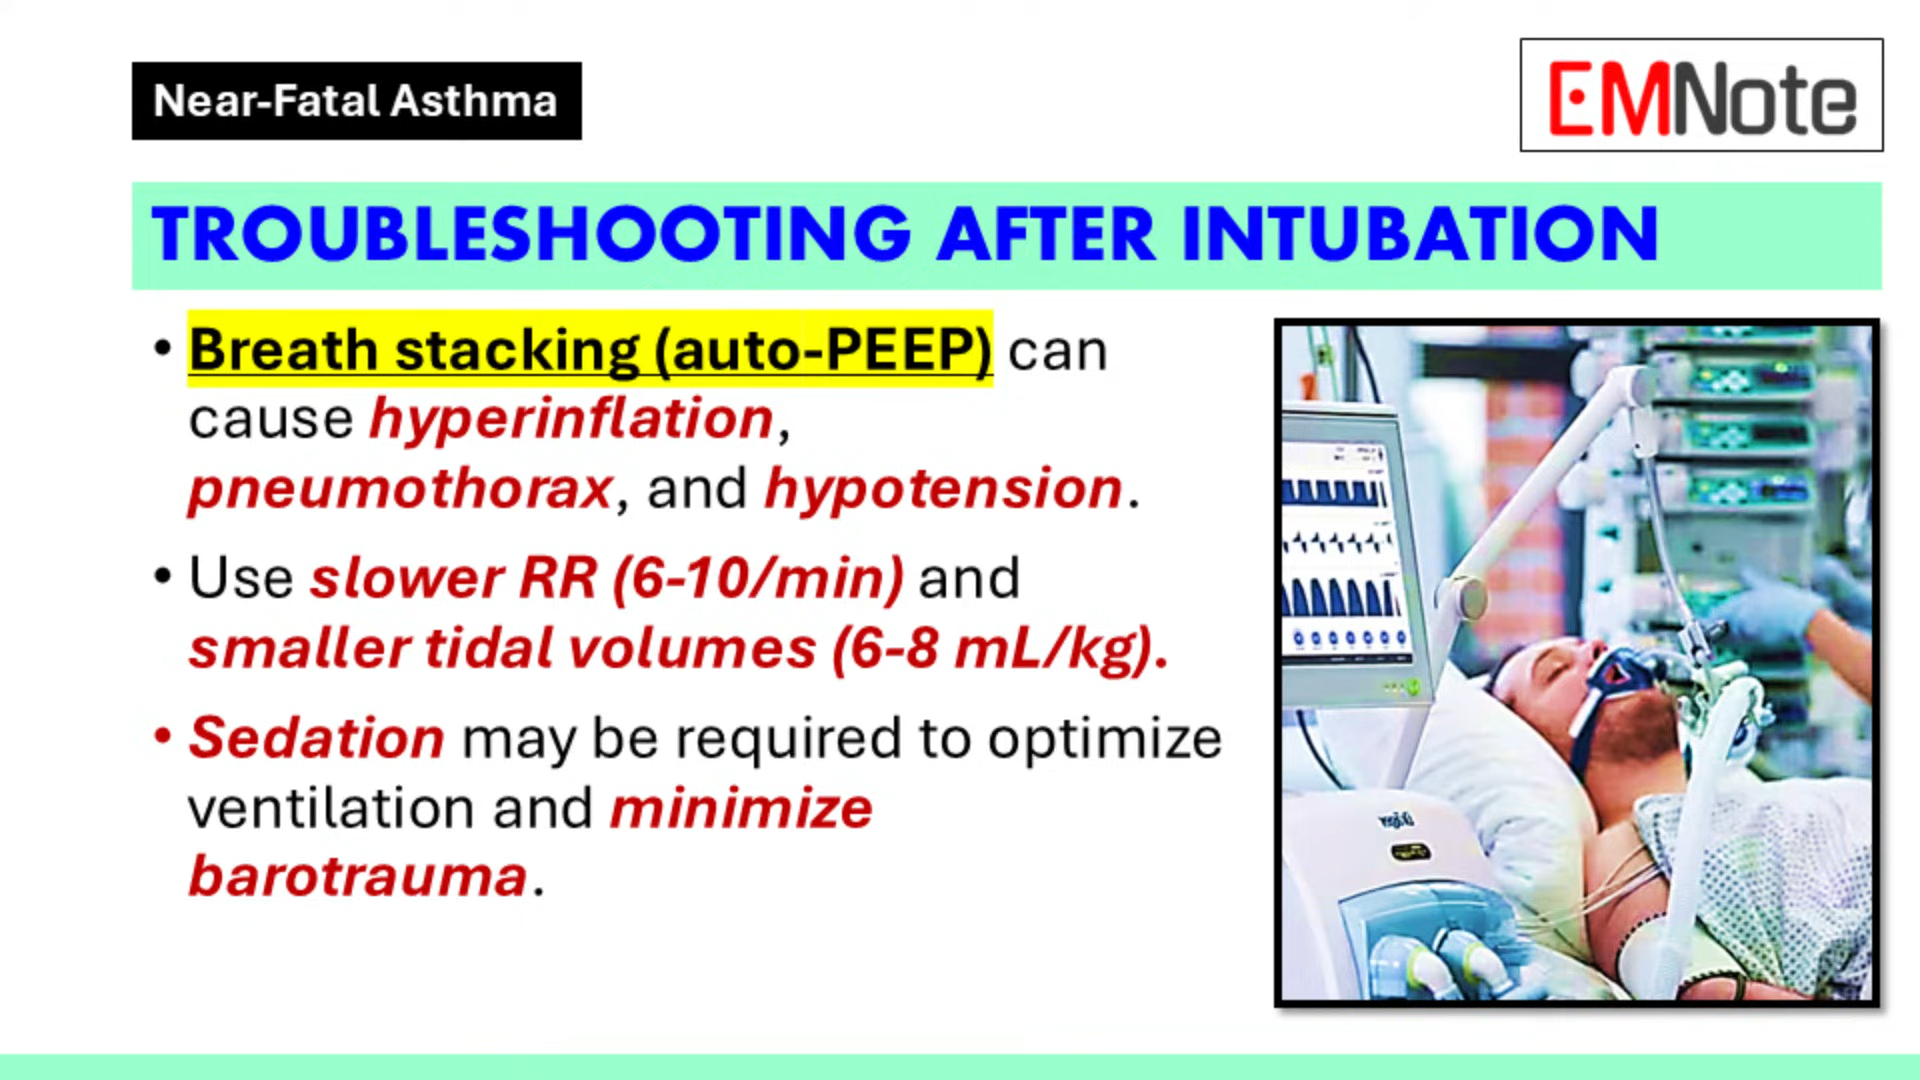 Near-Fatal Asthma
EMNote
TROUBLESHOOTING AFTER INTUBATION
• Breath stacking (auto-PEEP) can
cause hyperinflation,
pneumothorax, and hypotension.
• Use slower RR (6-10/min) and
smaller tidal volumes (6-8 mL/kg).
• Sedation may be required to optimize
ventilation and minimize
barotrauma.